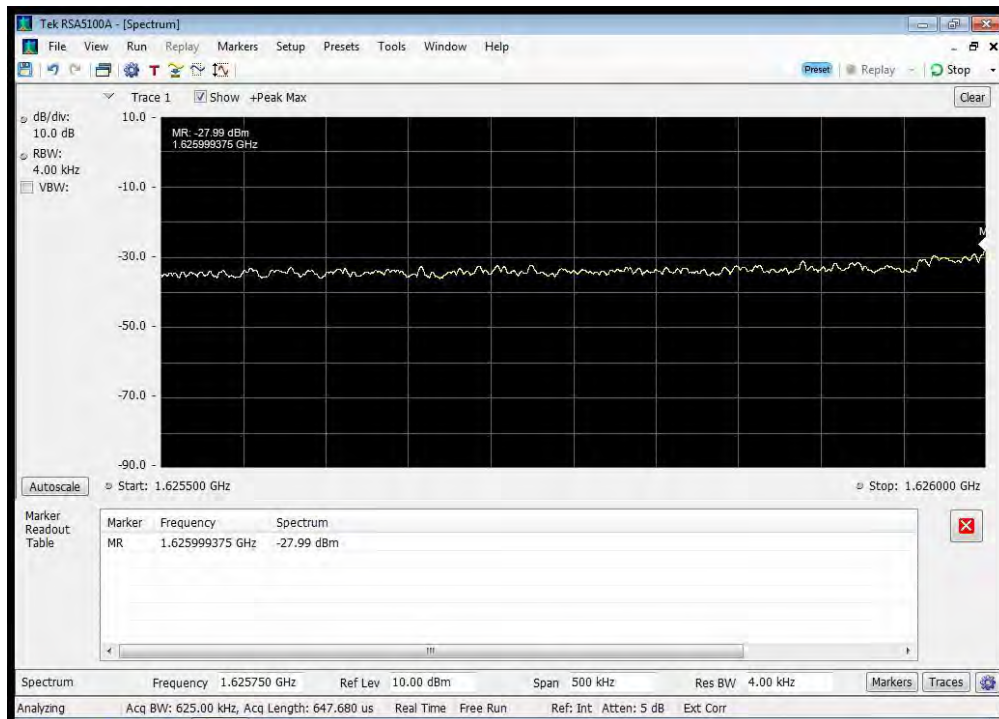 Tek RSA5100A - [Spectrum]
File View Run Replay Markers Setup Presets Tools Window Help
Preset Replay Stop
Trace 1 Show +Peak Max Clear
dB/div:
10.0 dB
RBW:
4.00 kHz
VBW:
10.0
MR: -27.99 dBm
1.625999375 GHz
-10.0
-30.0
M
-50.0
-70.0
-90.0
Autoscale Start: 1.625500 GHz Stop: 1.626000 GHz
Marker
Readout
Table
Marker Frequency Spectrum
MR 1.625999375 GHz -27.99 dBm
Spectrum Frequency 1.625750 GHz Ref Lev 10.00 dBm Span 500 kHz Res BW 4.00 kHz Markers Traces
Analyzing Acq BW: 625.00 kHz, Acq Length: 647.680 us Real Time Free Run Ref: Int Atten: 5 dB Ext Corr